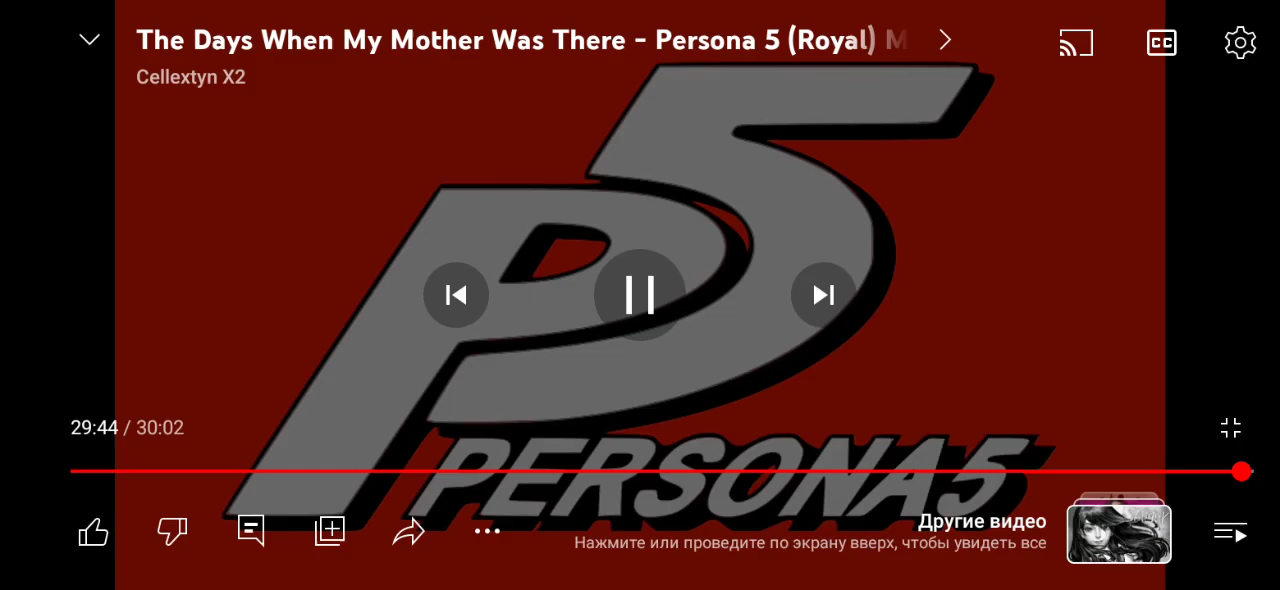 The Days When My Mother Was There - Persona 5 (Royal) M
CC
Cellextyn X2
P5
PERSONA5
29:44 / 30:02
Другие видео
Нажмите или проведите по экрану вверх, чтобы увидеть все